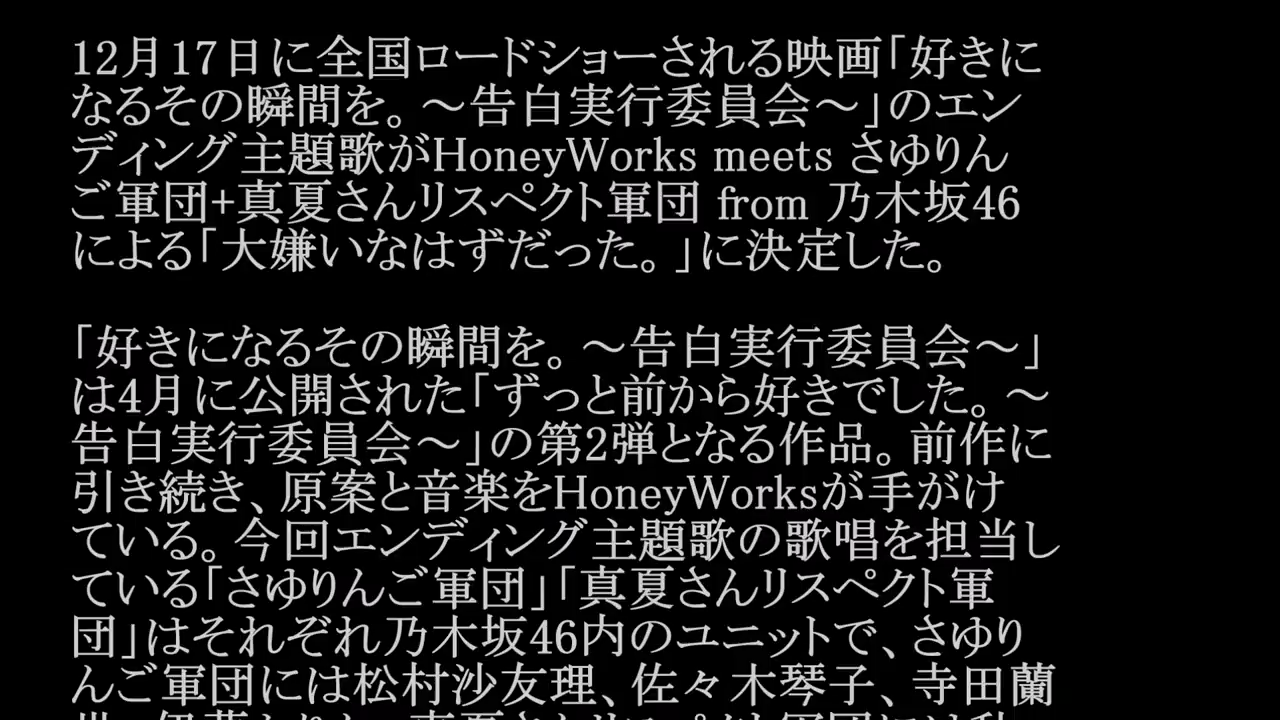 12月17日に全国ロードショーされる映画「好きに
なるその瞬間を。～告白実行委員会～」のエン
ディング主題歌がHoneyWorks meets さゆりん
ご軍団+真夏さんリスペクト軍団 from 乃木坂46
による「大嫌いなはずだった。」に決定した。
「好きになるその瞬間を。～告白実行委員会～」
は4月に公開された「ずっと前から好きでした。～
告白実行委員会～」の第2弾となる作品。前作に
引き続き、原案と音楽をHoneyWorksが手がけ
ている。今回エンディング主題歌の歌唱を担当し
ている「さゆりんご軍団」「真夏さんリスペクト軍
団」はそれぞれ乃木坂46内のユニットで、さゆり
んご軍団には松村沙友理、佐々木琴子、寺田蘭